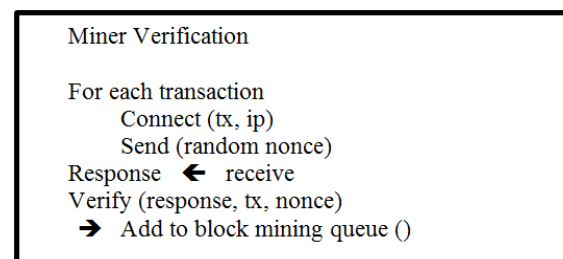 Miner Verification
For each transaction
Connect (tx, ip)
Send (random nonce)
Response 🡸 receive
Verify (response, tx, nonce)
➔ Add to block mining queue ()